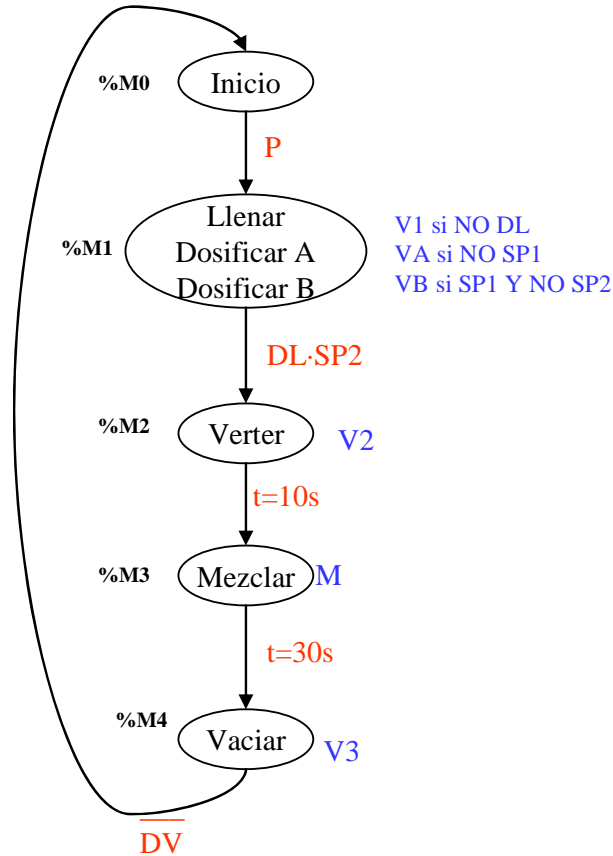 %M0
Inicio
P
%M1
Llenar
Dosificar A
Dosificar B
V1 si NO DL
VA si NO SP1
VB si SP1 Y NO SP2
DL·SP2
%M2
Verter
V2
t=10s
%M3
Mezclar
M
t=30s
%M4
Vaciar
V3
D̅V̅